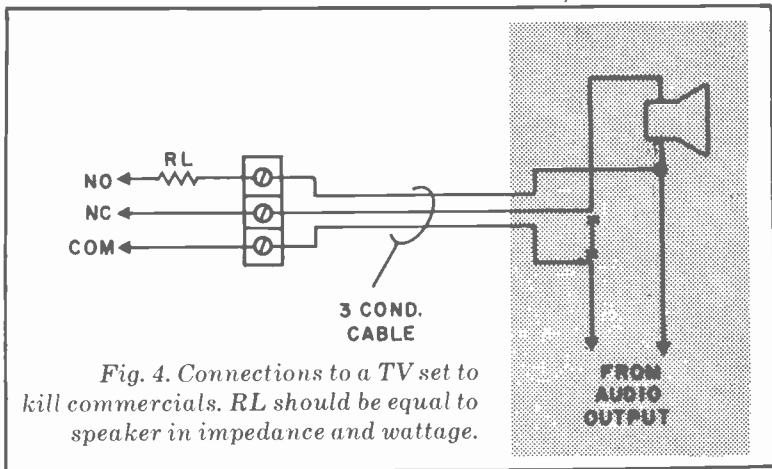 RL
NO
NC
COM
3 COND.
CABLE
FROM
AUDIO
OUTPUT
Fig. 4. Connections to a TV set to
kill commercials. RL should be equal to
speaker in impedance and wattage.